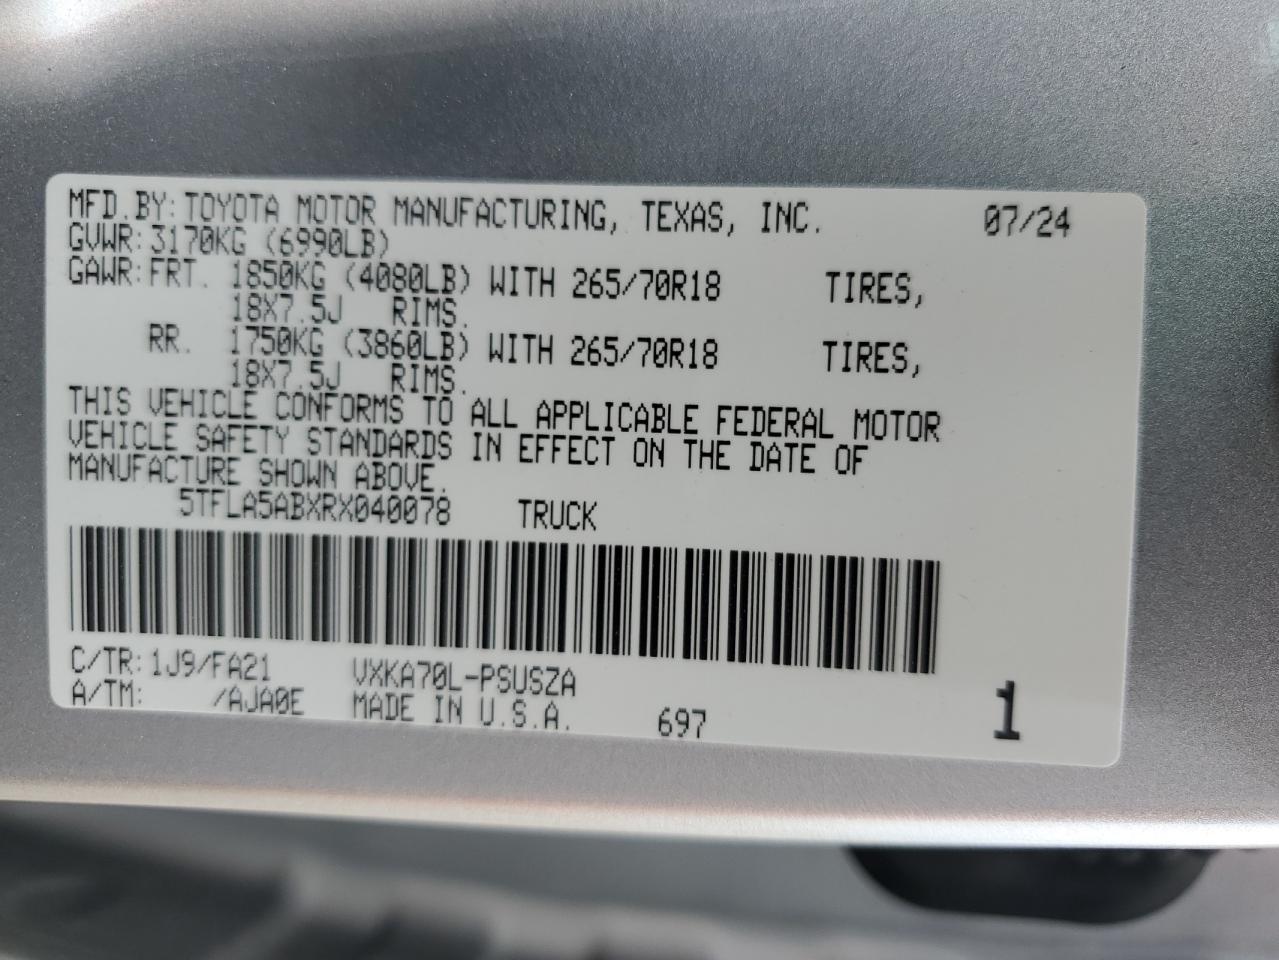 MFD.BY:TOYOTA MOTOR MANUFACTURING, TEXAS, INC. 07/24
GVWR:3170KG (6990LB)
GAWR:FRT. 1850KG (4080LB) WITH 265/70R18 TIRES,
18X7.5J RIMS.
RR. 1750KG (3860LB) WITH 265/70R18 TIRES,
18X7.5J RIMS.
THIS VEHICLE CONFORMS TO ALL APPLICABLE FEDERAL MOTOR
VEHICLE SAFETY STANDARDS IN EFFECT ON THE DATE OF
MANUFACTURE SHOWN ABOVE.
5TFLA5ABXRX040078 TRUCK
C/TR:1J9/FA21 VXKA70L-PSUSZA
A/TM: /AJA0E MADE IN U.S.A. 697 1